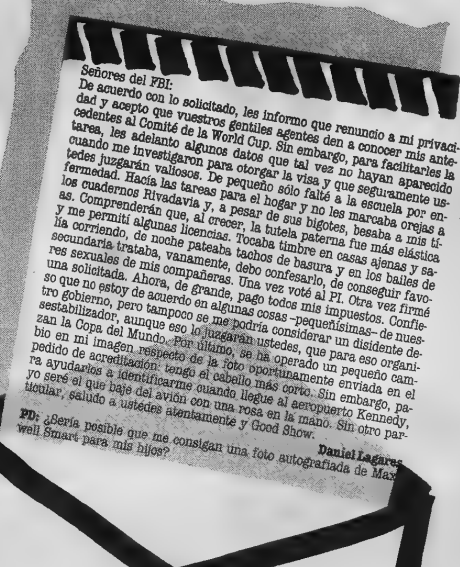 Señores del FBI:
De acuerdo con lo solicitado, les informo que renuncio a mi privaci-
dad y acepto que vuestros gentiles agentes den a conocer mis ante-
cedentes al Comité de la World Cup. Sin embargo, para facilitarles la
tarea, les adelanto algunos datos que tal vez no hayan aparecido
cuando me investigaron para otorgar la visa y que seguramente us-
tedes juzgarán valiosos. De pequeño sólo falté a la escuela por en-
fermedad. Hacía las tareas para el hogar y no les marcaba orejas a
los cuadernos Rivadavia y, a pesar de sus bigotes, besaba a mis tí-
as. Comprenderán que, al crecer, la tutela paterna fue más elástica
y me permití algunas licencias. Tocaba timbre en casas ajenas y sa-
lía corriendo, de noche pateaba tachos de basura y en los bailes de
secundaria trataba, vanamente, debo confesarlo, de conseguir favo-
res sexuales de mis compañeras. Una vez voté al PI. Otra vez firmé
una solicitada. Ahora, de grande, pago todos mis impuestos. Confie-
so que no estoy de acuerdo en algunas cosas -pequeñísimas- de nues-
tro gobierno, pero tampoco se me podría considerar un disidente de-
sestabilizador, aunque eso lo juzgarán ustedes, que para eso organi-
zan la Copa del Mundo. Por último, se ha operado un pequeño cam-
bio en mi imagen respecto de la foto oportunamente enviada en el
pedido de acreditación: tengo el cabello más corto. Sin embargo, pa-
ra ayudarlos a identificarme cuando llegue al aeropuerto Kennedy,
yo seré el que baje del avión con una rosa en la mano. Sin otro par-
ticular, saludo a ustedes atentamente y Good Show.
Daniel Lagares
PD: ¿Sería posible que me consigan una foto autografiada de Max-
well Smart para mis hijos?